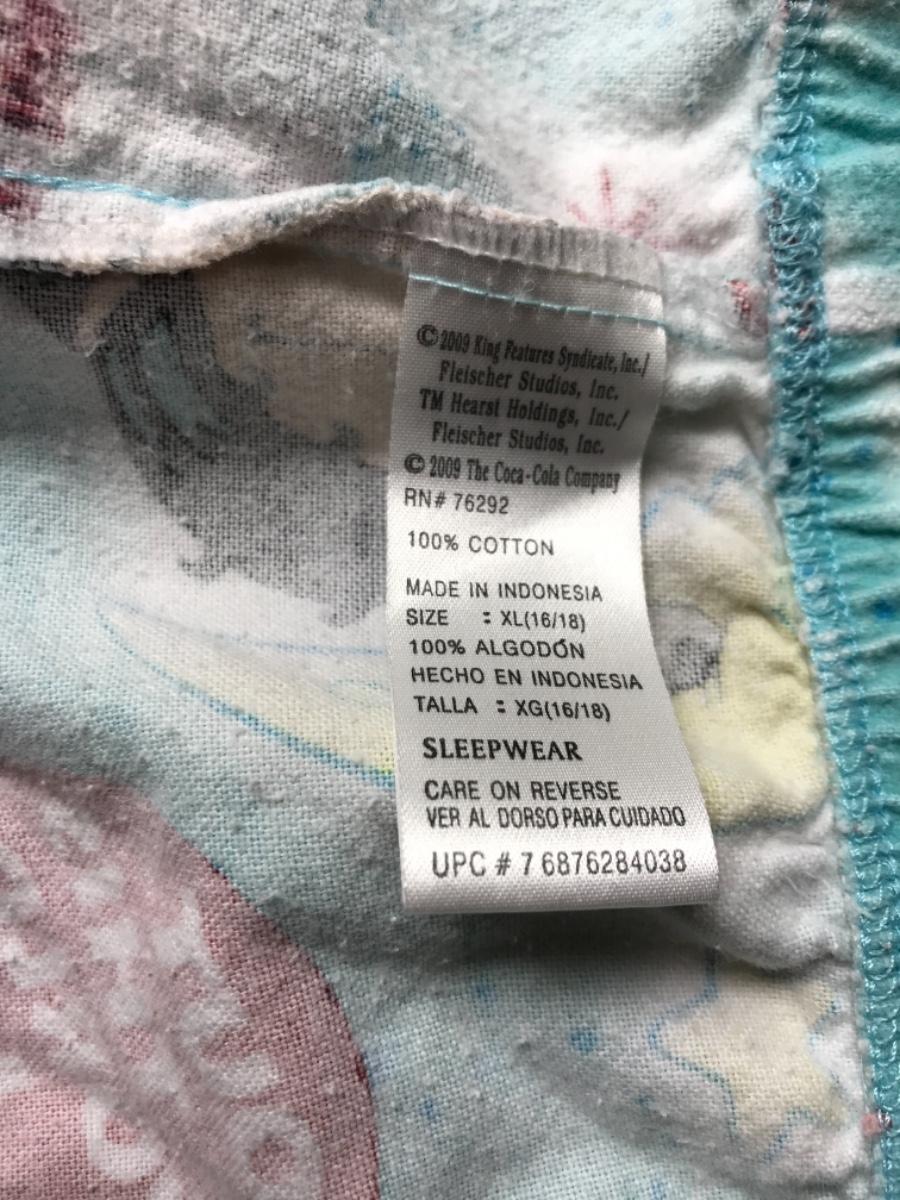 © 2009 King Features Syndicate, Inc./
Fleischer Studios, Inc.
TM Hearst Holdings, Inc./
Fleischer Studios, Inc.
© 2009 The Coca-Cola Company
RN# 76292
100% COTTON
MADE IN INDONESIA
SIZE : XL(16/18)
100% ALGODÓN
HECHO EN INDONESIA
TALLA : XG(16/18)
SLEEPWEAR
CARE ON REVERSE
VER AL DORSO PARA CUIDADO
UPC # 7 6876284038